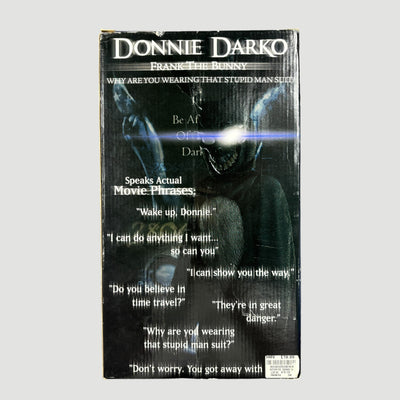 DONNIE DARKO
FRANK THE BUNNY
WHY ARE YOU WEARING THAT STUPID MAN SUIT
Be Af
Of
Dark
SPEAKS ACTUAL
MOVIE PHRASES:
"Wake up, Donnie."
"I can do anything I want...
so can you"
"I can show you the way,"
"Do you believe in
time travel?"
"They're in great
danger."
"Why are you wearing
that stupid man suit?"
"Don't worry. You got away with